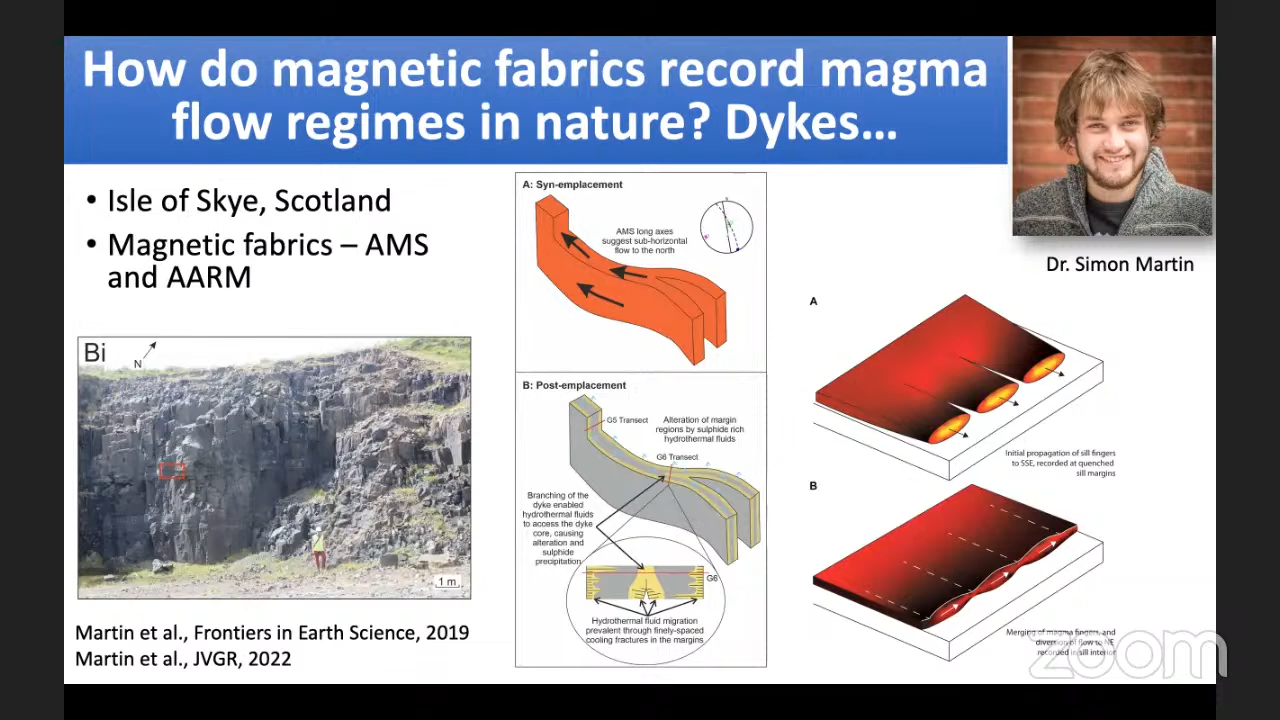 How do magnetic fabrics record magma
flow regimes in nature? Dykes…
• Isle of Skye, Scotland
• Magnetic fabrics – AMS
and AARM
Dr. Simon Martin
Bi
N
1 m
Martin et al., Frontiers in Earth Science, 2019
Martin et al., JVGR, 2022
A: Syn-emplacement
AMS long axes
suggest sub-horizontal
flow to the north
B: Post-emplacement
G5 Transect
Alteration of margin
regions by sulphide rich
hydrothermal fluids
G6 Transect
Branching of the
dyke enabled
hydrothermal fluids
to access the dyke
core, causing
alteration and
sulphide
precipitation
G6
Hydrothermal fluid migration
prevalent through finely-spaced
cooling fractures in the margins
A
Initial propagation of sill fingers
to SSE, recorded at quenched
sill margins
B
Merging of magma fingers, and
diversion of flow to NE
recorded in sill interior
zoom